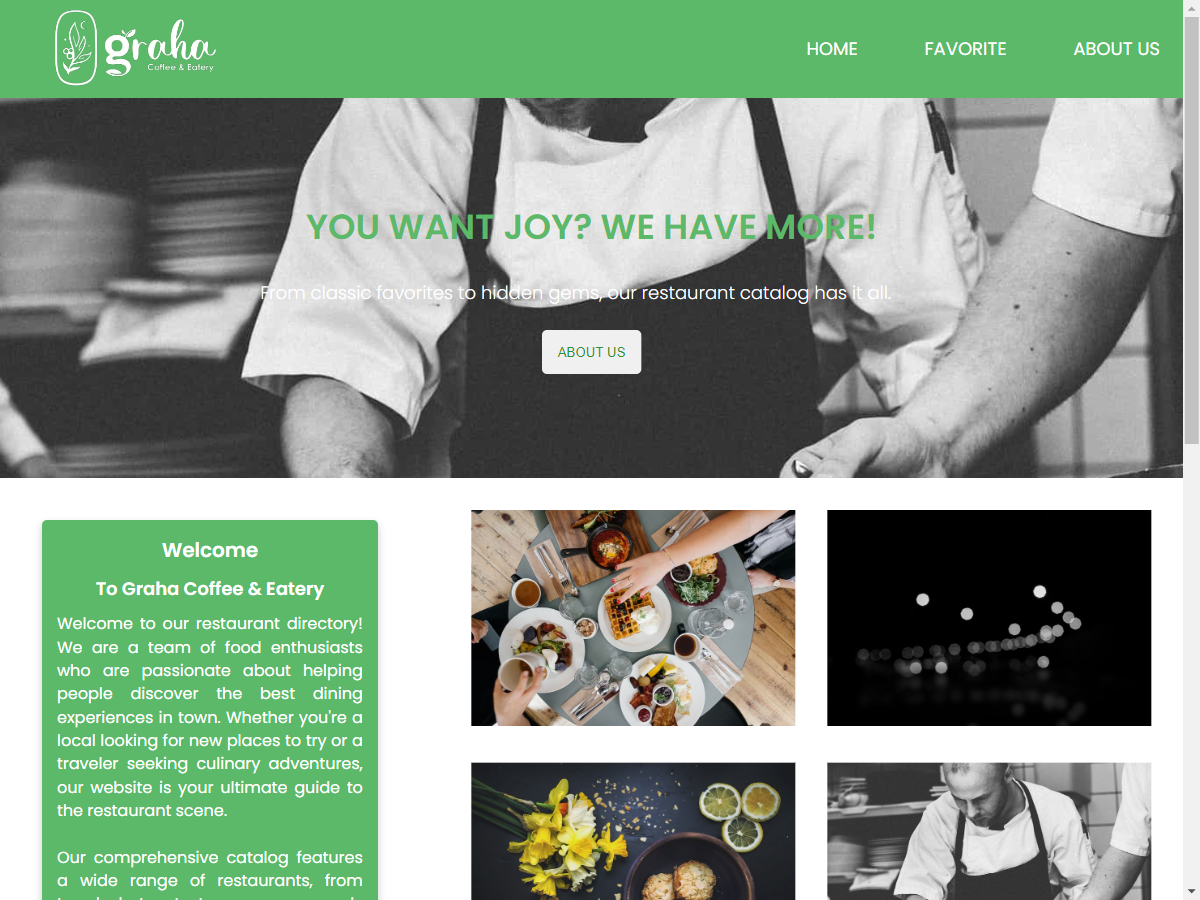 graha
Coffee & Eatery
HOME
FAVORITE
ABOUT US
YOU WANT JOY? WE HAVE MORE!
From classic favorites to hidden gems, our restaurant catalog has it all.
ABOUT US
Welcome
To Graha Coffee & Eatery
Welcome to our restaurant directory!
We are a team of food enthusiasts
who are passionate about helping
people discover the best dining
experiences in town. Whether you're a
local looking for new places to try or a
traveler seeking culinary adventures,
our website is your ultimate guide to
the restaurant scene.
Our comprehensive catalog features
a wide range of restaurants, from